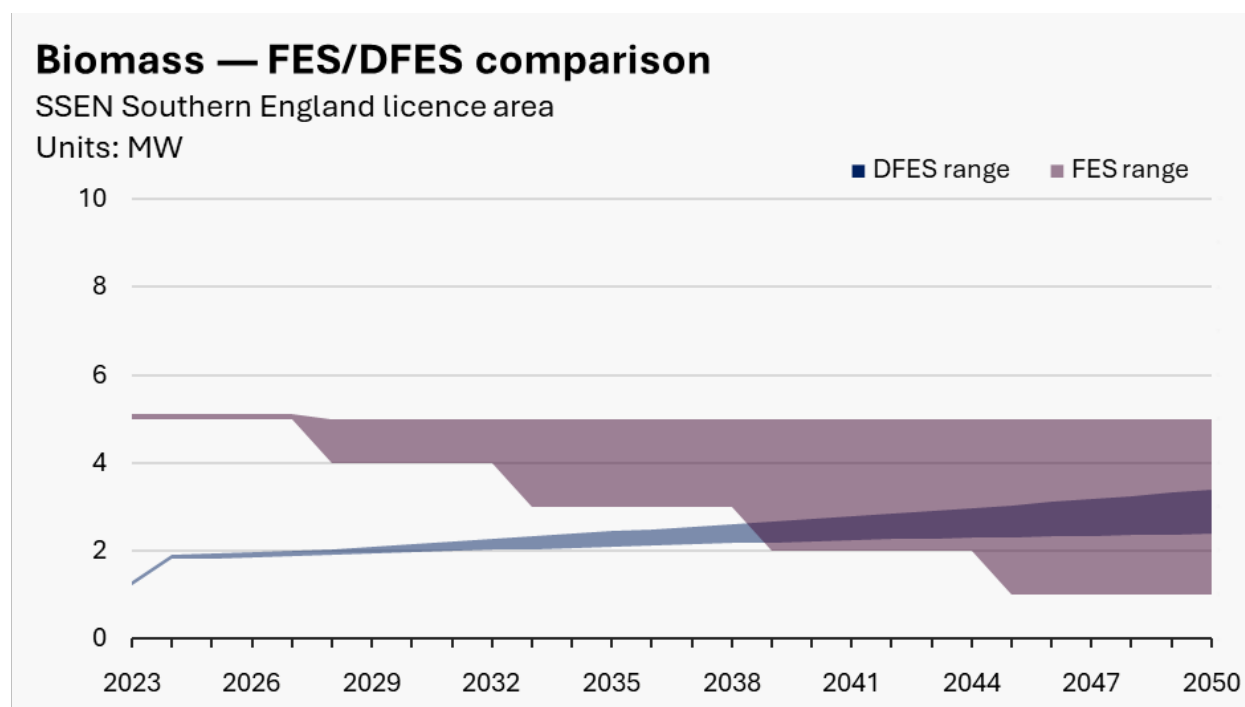 Biomass — FES/DFES comparison
SSEN Southern England licence area
Units: MW
DFES range FES range
10
8
6
4
2
0
2023 2026 2029 2032 2035 2038 2041 2044 2047 2050